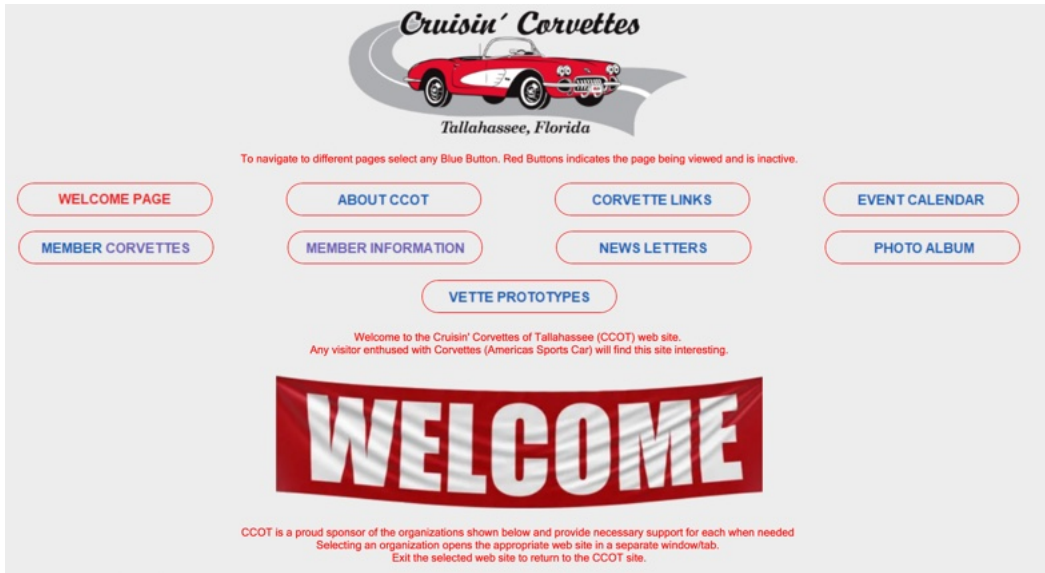 Cruisin' Corvettes
Tallahassee, Florida
To navigate to different pages select any Blue Button. Red Buttons indicates the page being viewed and is inactive.
WELCOME PAGE
ABOUT CCOT
CORVETTE LINKS
EVENT CALENDAR
MEMBER CORVETTES
MEMBER INFORMATION
NEWS LETTERS
PHOTO ALBUM
VETTE PROTOTYPES
Welcome to the Cruisin' Corvettes of Tallahassee (CCOT) web site.
Any visitor enthused with Corvettes (Americas Sports Car) will find this site interesting.
WELCOME
CCOT is a proud sponsor of the organizations shown below and provide necessary support for each when needed
Selecting an organization opens the appropriate web site in a separate window/tab.
Exit the selected web site to return to the CCOT site.